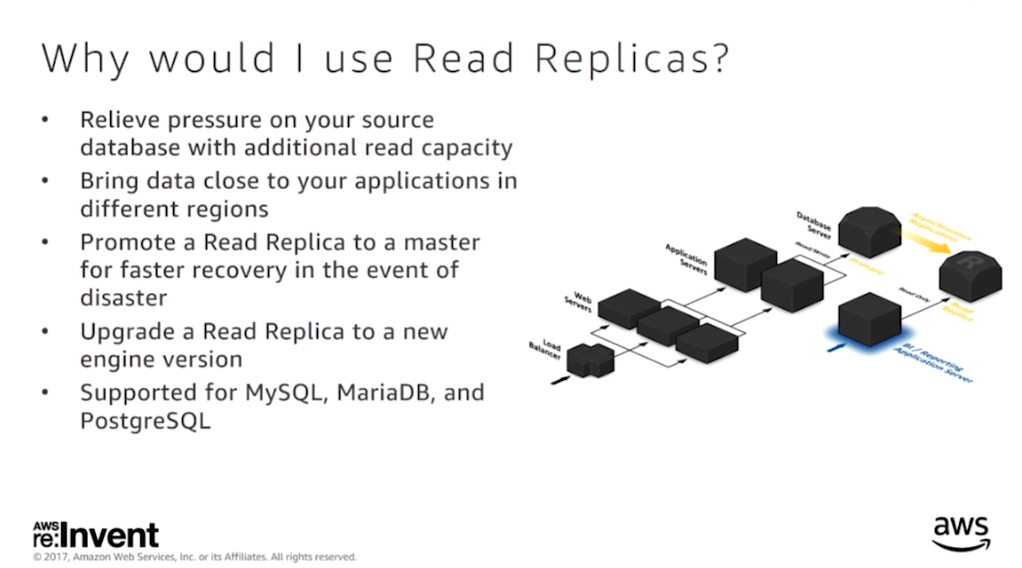 Why would I use Read Replicas?
• Relieve pressure on your source
database with additional read capacity
• Bring data close to your applications in
different regions
• Promote a Read Replica to a master
for faster recovery in the event of
disaster
• Upgrade a Read Replica to a new
engine version
• Supported for MySQL, MariaDB, and
PostgreSQL
Load
Balancer
Web
Servers
Application
Servers
Database
Server
Read/Write
Primary
Asynchronous
Replication
R
Read Only
Read
Replica
BI / Reporting
Application Server
AWS
re:Invent
© 2017, Amazon Web Services, Inc. or its Affiliates. All rights reserved.
aws